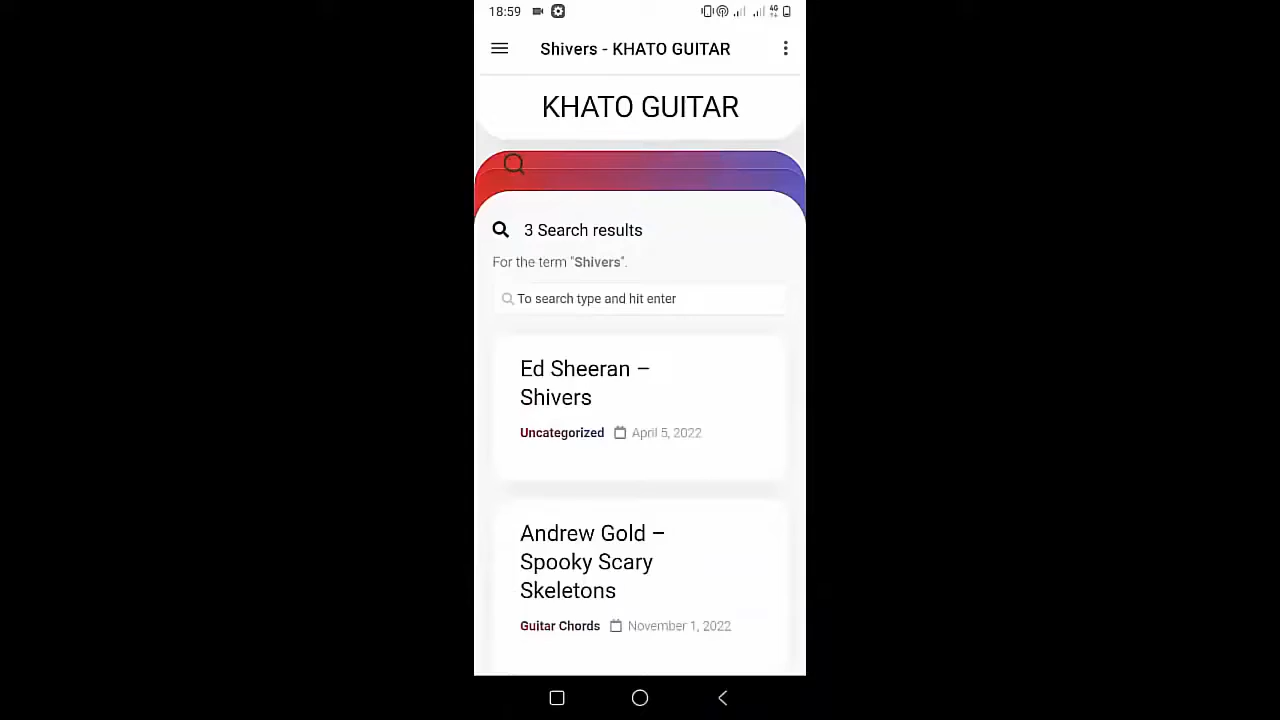 18:59
4G
Shivers - KHATO GUITAR
KHATO GUITAR
3 Search results
For the term "Shivers".
To search type and hit enter
Ed Sheeran –
Shivers
Uncategorized April 5, 2022
Andrew Gold –
Spooky Scary
Skeletons
Guitar Chords November 1, 2022